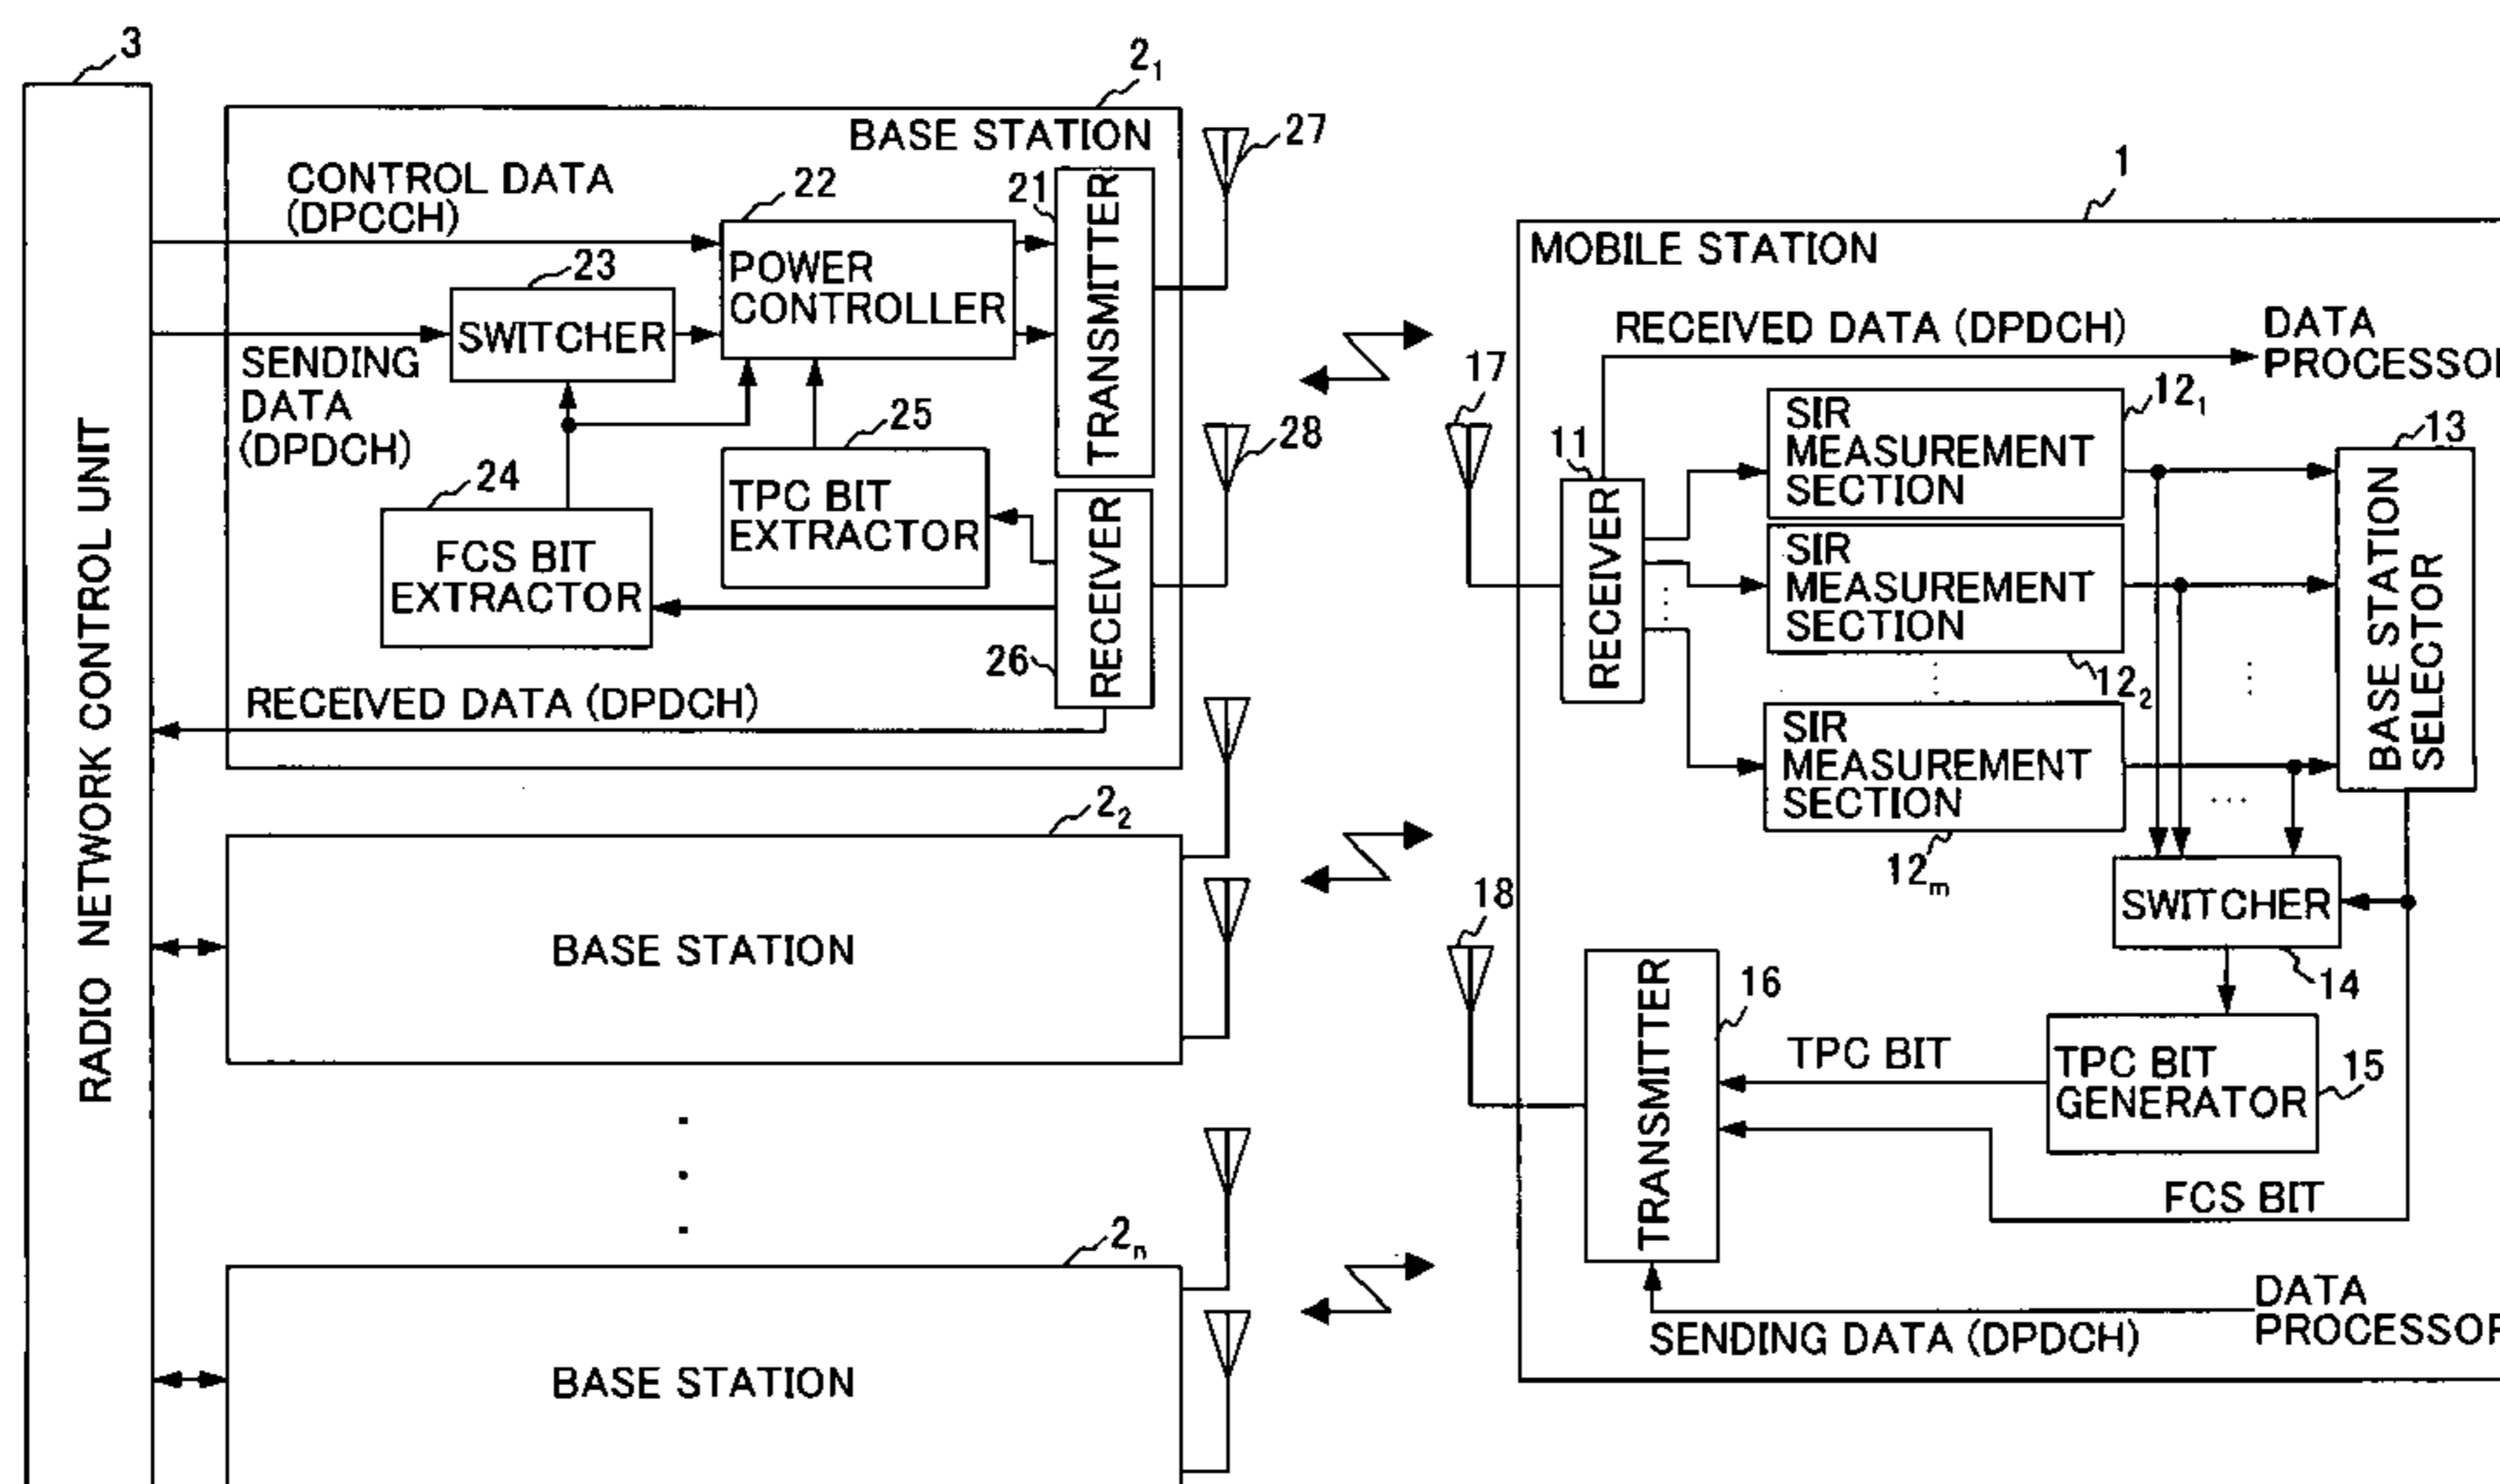 3
RADIO NETWORK CONTROL UNIT
2₁
BASE STATION
CONTROL DATA
(DPCCH)
22
21
27
23
POWER
CONTROLLER
TRANSMITTER
SWITCHER
SENDING
DATA
(DPDCH)
25
28
24
TPC BIT
EXTRACTOR
RECEIVER
FCS BIT
EXTRACTOR
26
RECEIVED DATA (DPDCH)
2₂
BASE STATION
2ₙ
BASE STATION
1
MOBILE STATION
RECEIVED DATA (DPDCH)
DATA
PROCESSOR
17
11
RECEIVER
SIR
MEASUREMENT
SECTION
12₁
13
BASE STATION
SELECTOR
SIR
MEASUREMENT
SECTION
12₂
SIR
MEASUREMENT
SECTION
12ₘ
SWITCHER
14
18
16
TRANSMITTER
TPC BIT
TPC BIT
GENERATOR
15
FCS BIT
DATA
PROCESSOR
SENDING DATA (DPDCH)